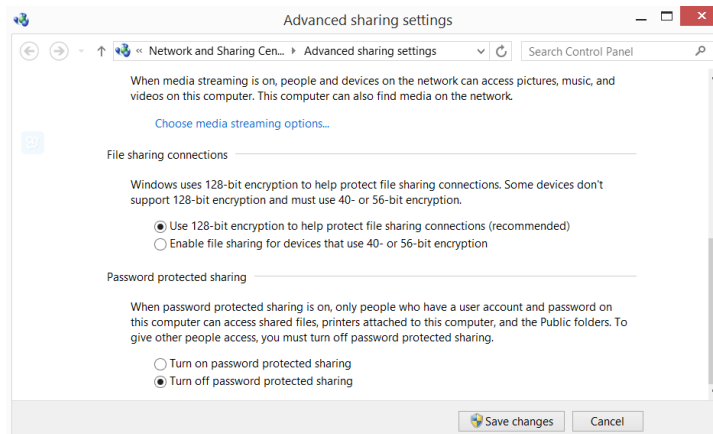 Advanced sharing settings
« Network and Sharing Cen... Advanced sharing settings Search Control Panel
When media streaming is on, people and devices on the network can access pictures, music, and
videos on this computer. This computer can also find media on the network.
Choose media streaming options...
File sharing connections
Windows uses 128-bit encryption to help protect file sharing connections. Some devices don't
support 128-bit encryption and must use 40- or 56-bit encryption.
Use 128-bit encryption to help protect file sharing connections (recommended)
Enable file sharing for devices that use 40- or 56-bit encryption
Password protected sharing
When password protected sharing is on, only people who have a user account and password on
this computer can access shared files, printers attached to this computer, and the Public folders. To
give other people access, you must turn off password protected sharing.
Turn on password protected sharing
Turn off password protected sharing
Save changes Cancel